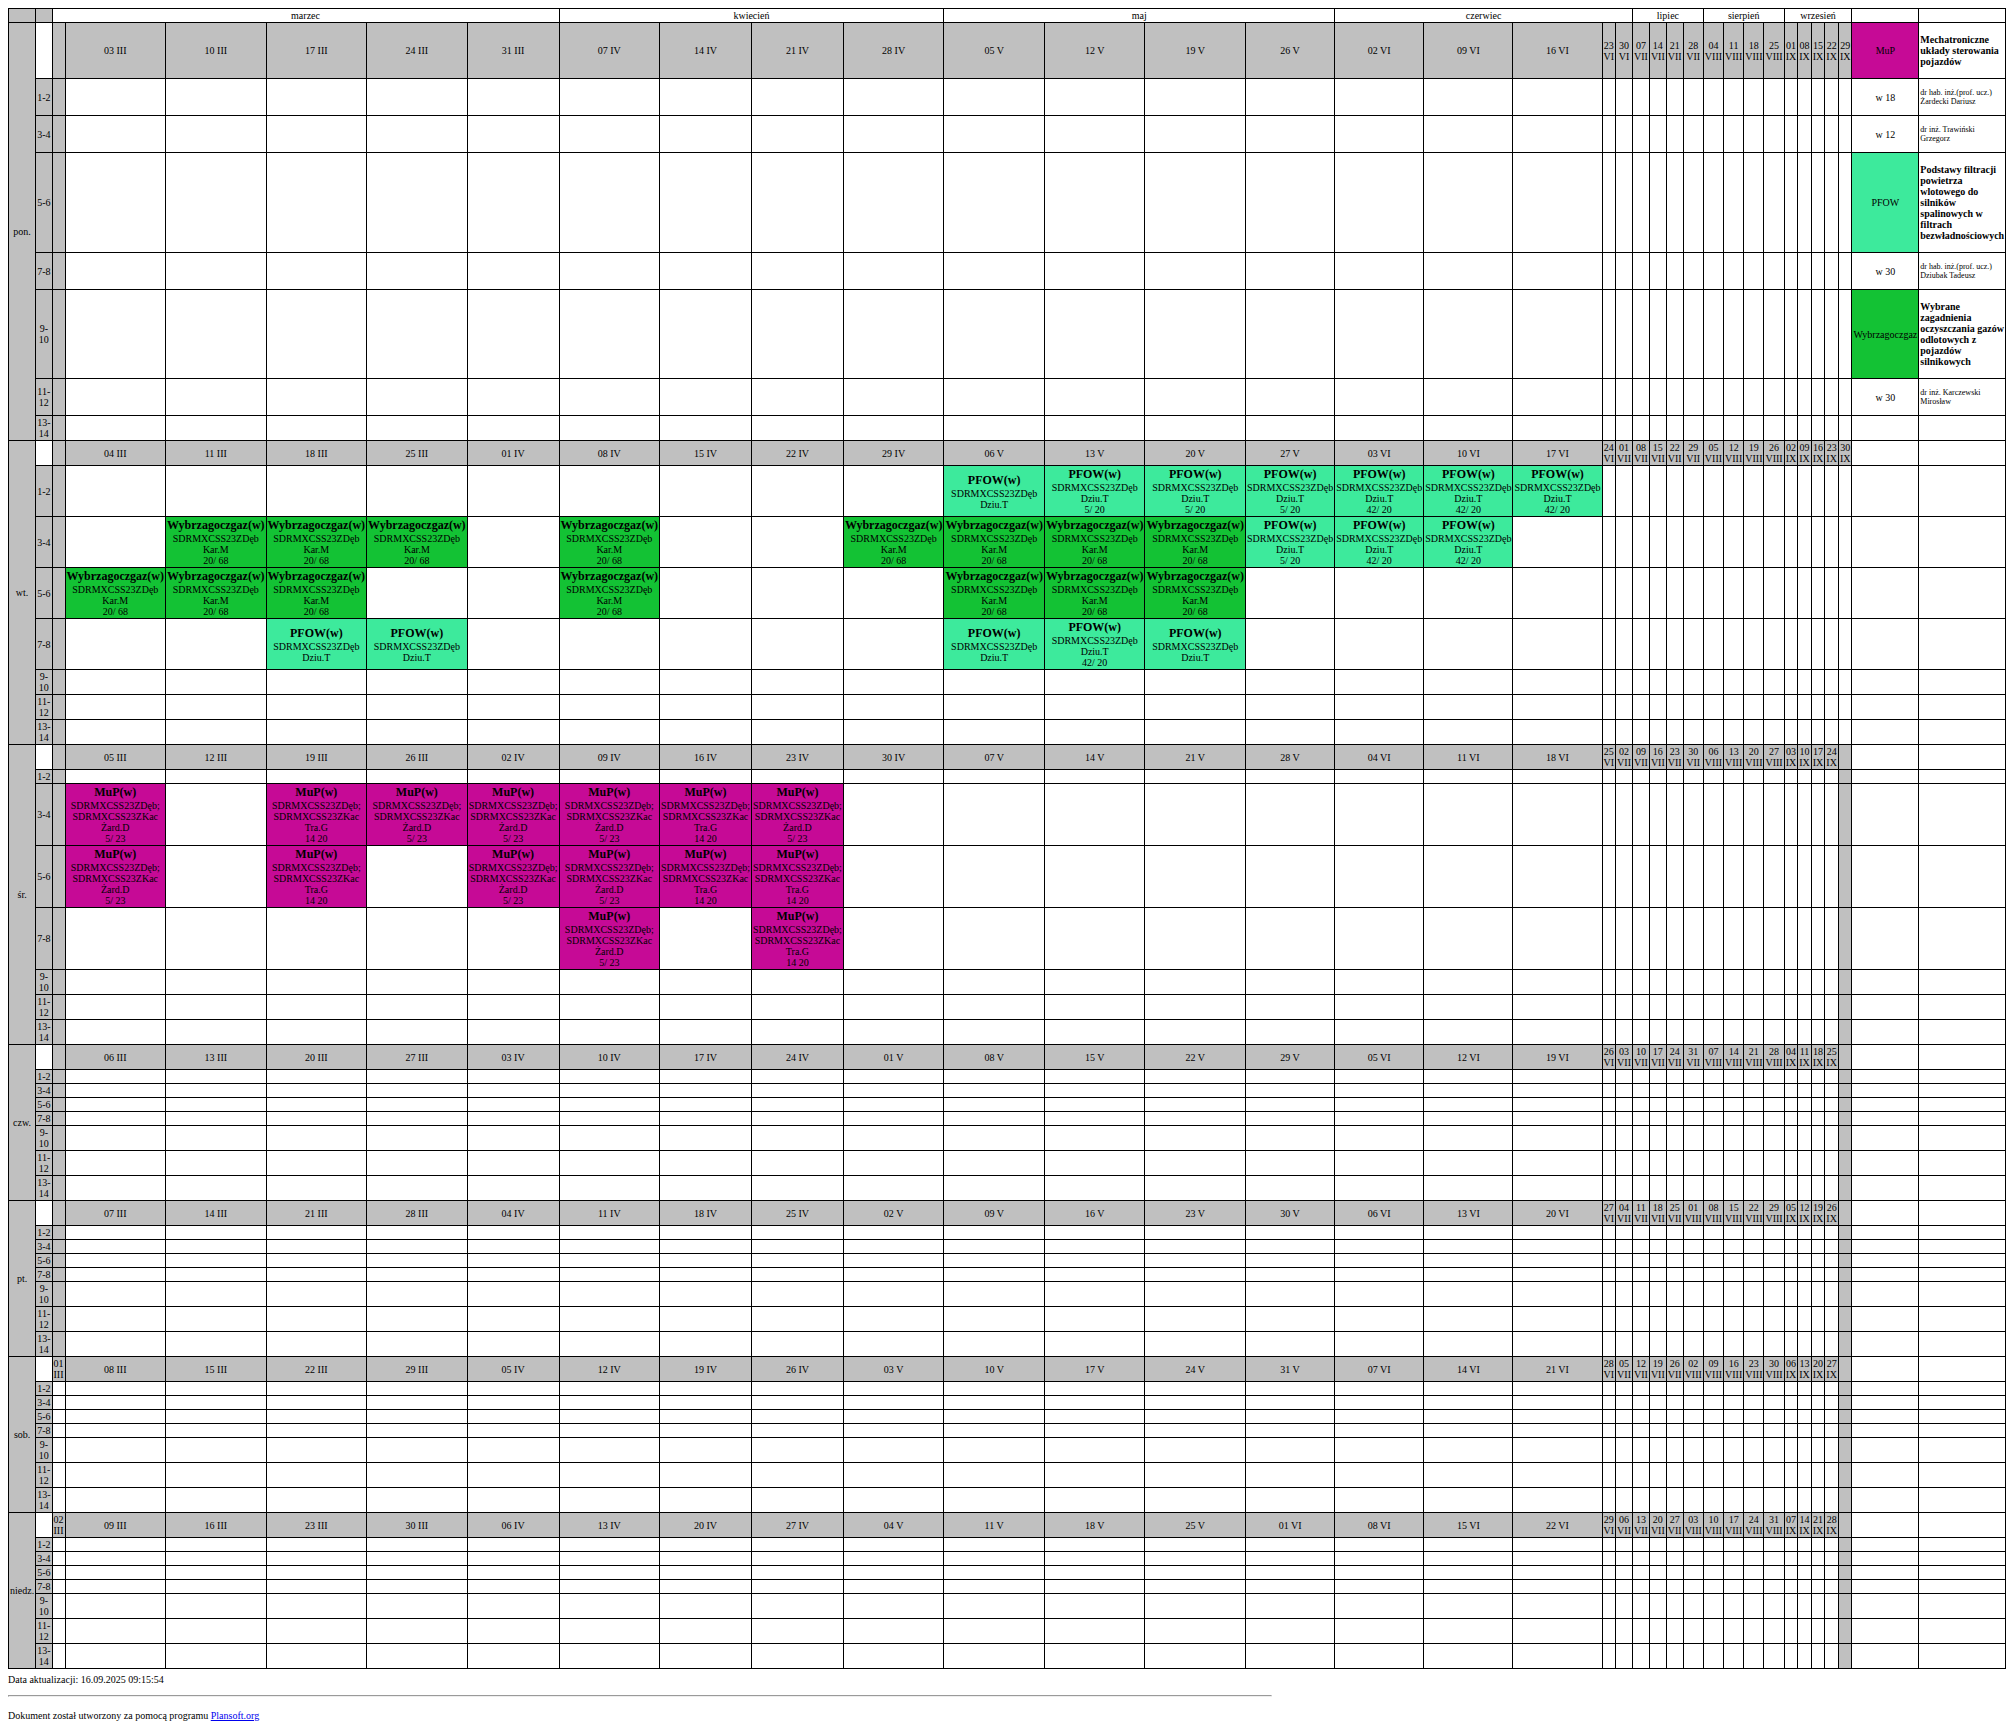 marzec kwiecień maj czerwiec lipiec sierpień wrzesień
pon. 03 III 10 III 17 III 24 III 31 III 07 IV 14 IV 21 IV 28 IV 05 V 12 V 19 V 26 V 02 VI 09 VI 16 VI 23 VI 30 VI 07 VII 14 VII 21 VII 28 VII 04 VIII 11 VIII 18 VIII 25 VIII 01 IX 08 IX 15 IX 22 IX 29 IX MuP Mechatroniczne układy sterowania pojazdów
1-2 w 18 dr hab. inż.(prof. ucz.) Żardecki Dariusz
3-4 w 12 dr inż. Trawiński Grzegorz
5-6 PFOW Podstawy filtracji powietrza wlotowego do silników spalinowych w filtrach bezwładnościowych
7-8 w 30 dr hab. inż.(prof. ucz.) Dziubak Tadeusz
9-10 Wybrzagoczgaz Wybrane zagadnienia oczyszczania gazów odlotowych z pojazdów silnikowych
11-12 w 30 dr inż. Karczewski Mirosław
13-14
wt. 04 III 11 III 18 III 25 III 01 IV 08 IV 15 IV 22 IV 29 IV 06 V 13 V 20 V 27 V 03 VI 10 VI 17 VI 24 VI 01 VII 08 VII 15 VII 22 VII 29 VII 05 VIII 12 VIII 19 VIII 26 VIII 02 IX 09 IX 16 IX 23 IX 30 IX
1-2 PFOW(w) PFOW(w) PFOW(w) PFOW(w) PFOW(w) PFOW(w) PFOW(w)
SDRMXCSS23ZDęb SDRMXCSS23ZDęb SDRMXCSS23ZDęb SDRMXCSS23ZDęb SDRMXCSS23ZDęb SDRMXCSS23ZDęb SDRMXCSS23ZDęb
Dziu.T Dziu.T Dziu.T Dziu.T Dziu.T Dziu.T Dziu.T
5/ 20 5/ 20 5/ 20 42/ 20 42/ 20 42/ 20
3-4 Wybrzagoczgaz(w) Wybrzagoczgaz(w) Wybrzagoczgaz(w) Wybrzagoczgaz(w) Wybrzagoczgaz(w) Wybrzagoczgaz(w) Wybrzagoczgaz(w) Wybrzagoczgaz(w) PFOW(w) PFOW(w) PFOW(w)
SDRMXCSS23ZDęb SDRMXCSS23ZDęb SDRMXCSS23ZDęb SDRMXCSS23ZDęb SDRMXCSS23ZDęb SDRMXCSS23ZDęb SDRMXCSS23ZDęb SDRMXCSS23ZDęb SDRMXCSS23ZDęb SDRMXCSS23ZDęb SDRMXCSS23ZDęb
Kar.M Kar.M Kar.M Kar.M Kar.M Kar.M Kar.M Kar.M Dziu.T Dziu.T Dziu.T
20/ 68 20/ 68 20/ 68 20/ 68 20/ 68 20/ 68 20/ 68 20/ 68 5/ 20 42/ 20 42/ 20
5-6 Wybrzagoczgaz(w) Wybrzagoczgaz(w) Wybrzagoczgaz(w) Wybrzagoczgaz(w) Wybrzagoczgaz(w) Wybrzagoczgaz(w) Wybrzagoczgaz(w)
SDRMXCSS23ZDęb SDRMXCSS23ZDęb SDRMXCSS23ZDęb SDRMXCSS23ZDęb SDRMXCSS23ZDęb SDRMXCSS23ZDęb SDRMXCSS23ZDęb
Kar.M Kar.M Kar.M Kar.M Kar.M Kar.M Kar.M
20/ 68 20/ 68 20/ 68 20/ 68 20/ 68 20/ 68 20/ 68
7-8 PFOW(w) PFOW(w) PFOW(w) PFOW(w) PFOW(w)
SDRMXCSS23ZDęb SDRMXCSS23ZDęb SDRMXCSS23ZDęb SDRMXCSS23ZDęb SDRMXCSS23ZDęb
Dziu.T Dziu.T Dziu.T Dziu.T Dziu.T
42/ 20
9-10
11-12
13-14
śr. 05 III 12 III 19 III 26 III 02 IV 09 IV 16 IV 23 IV 30 IV 07 V 14 V 21 V 28 V 04 VI 11 VI 18 VI 25 VI 02 VII 09 VII 16 VII 23 VII 30 VII 06 VIII 13 VIII 20 VIII 27 VIII 03 IX 10 IX 17 IX 24 IX
1-2
3-4 MuP(w) MuP(w) MuP(w) MuP(w) MuP(w) MuP(w) MuP(w)
SDRMXCSS23ZDęb; SDRMXCSS23ZDęb; SDRMXCSS23ZDęb; SDRMXCSS23ZDęb; SDRMXCSS23ZDęb; SDRMXCSS23ZDęb; SDRMXCSS23ZDęb;
SDRMXCSS23ZKac SDRMXCSS23ZKac SDRMXCSS23ZKac SDRMXCSS23ZKac SDRMXCSS23ZKac SDRMXCSS23ZKac SDRMXCSS23ZKac
Żard.D Tra.G Żard.D Żard.D Żard.D Tra.G Żard.D
5/ 23 14 20 5/ 23 5/ 23 5/ 23 14 20 5/ 23
5-6 MuP(w) MuP(w) MuP(w) MuP(w) MuP(w) MuP(w)
SDRMXCSS23ZDęb; SDRMXCSS23ZDęb; SDRMXCSS23ZDęb; SDRMXCSS23ZDęb; SDRMXCSS23ZDęb; SDRMXCSS23ZDęb;
SDRMXCSS23ZKac SDRMXCSS23ZKac SDRMXCSS23ZKac SDRMXCSS23ZKac SDRMXCSS23ZKac SDRMXCSS23ZKac
Żard.D Tra.G Żard.D Żard.D Tra.G Tra.G
5/ 23 14 20 5/ 23 5/ 23 14 20 14 20
7-8 MuP(w) MuP(w)
SDRMXCSS23ZDęb; SDRMXCSS23ZDęb;
SDRMXCSS23ZKac SDRMXCSS23ZKac
Żard.D Tra.G
5/ 23 14 20
9-10
11-12
13-14
czw. 06 III 13 III 20 III 27 III 03 IV 10 IV 17 IV 24 IV 01 V 08 V 15 V 22 V 29 V 05 VI 12 VI 19 VI 26 VI 03 VII 10 VII 17 VII 24 VII 31 VII 07 VIII 14 VIII 21 VIII 28 VIII 04 IX 11 IX 18 IX 25 IX
1-2
3-4
5-6
7-8
9-10
11-12
13-14
pt. 07 III 14 III 21 III 28 III 04 IV 11 IV 18 IV 25 IV 02 V 09 V 16 V 23 V 30 V 06 VI 13 VI 20 VI 27 VI 04 VII 11 VII 18 VII 25 VII 01 VIII 08 VIII 15 VIII 22 VIII 29 VIII 05 IX 12 IX 19 IX 26 IX
1-2
3-4
5-6
7-8
9-10
11-12
13-14
sob. 01 III 08 III 15 III 22 III 29 III 05 IV 12 IV 19 IV 26 IV 03 V 10 V 17 V 24 V 31 V 07 VI 14 VI 21 VI 28 VI 05 VII 12 VII 19 VII 26 VII 02 VIII 09 VIII 16 VIII 23 VIII 30 VIII 06 IX 13 IX 20 IX 27 IX
1-2
3-4
5-6
7-8
9-10
11-12
13-14
niedz. 02 III 09 III 16 III 23 III 30 III 06 IV 13 IV 20 IV 27 IV 04 V 11 V 18 V 25 V 01 VI 08 VI 15 VI 22 VI 29 VI 06 VII 13 VII 20 VII 27 VII 03 VIII 10 VIII 17 VIII 24 VIII 31 VIII 07 IX 14 IX 21 IX 28 IX
1-2
3-4
5-6
7-8
9-10
11-12
13-14
Data aktualizacji: 16.09.2025 09:15:54
Dokument został utworzony za pomocą programu Plansoft.org